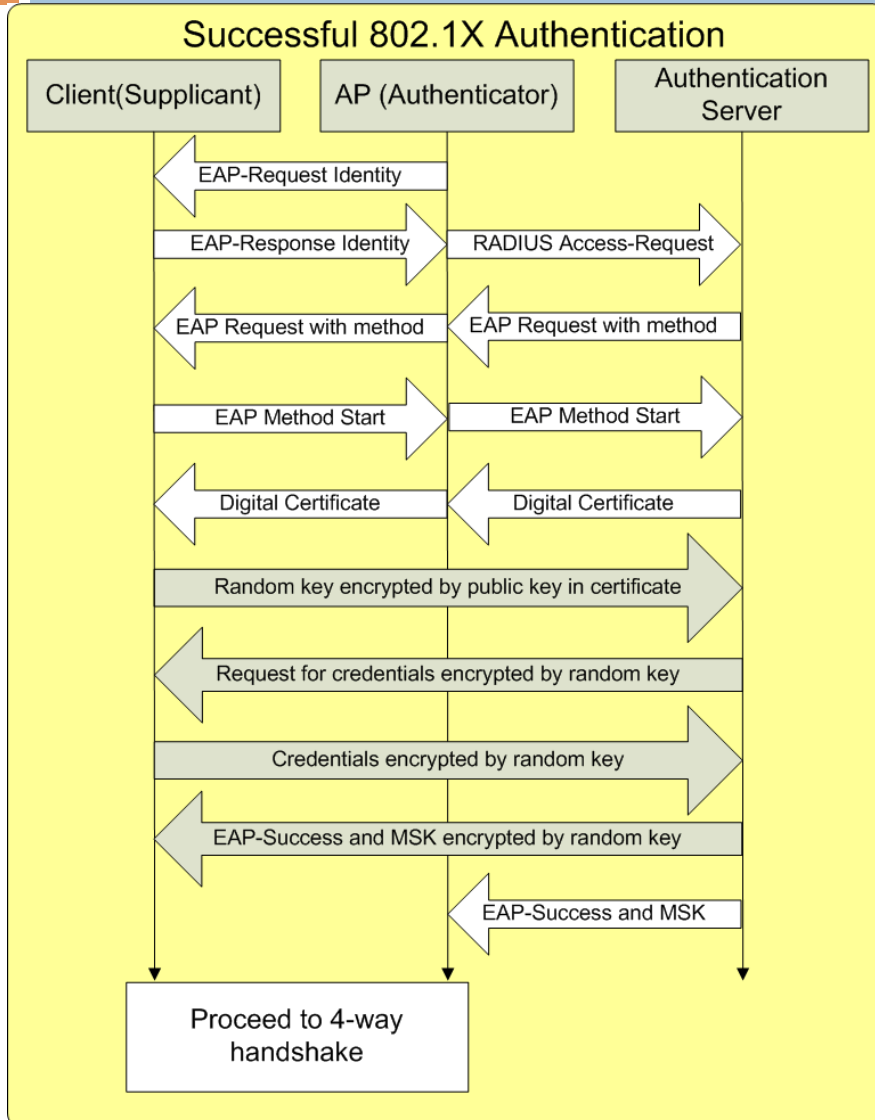 Successful 802.1X Authentication
Client(Supplicant)
AP (Authenticator)
Authentication
Server
EAP-Request Identity
EAP-Response Identity
RADIUS Access-Request
EAP Request with method
EAP Request with method
EAP Method Start
EAP Method Start
Digital Certificate
Digital Certificate
Random key encrypted by public key in certificate
Request for credentials encrypted by random key
Credentials encrypted by random key
EAP-Success and MSK encrypted by random key
EAP-Success and MSK
Proceed to 4-way
handshake